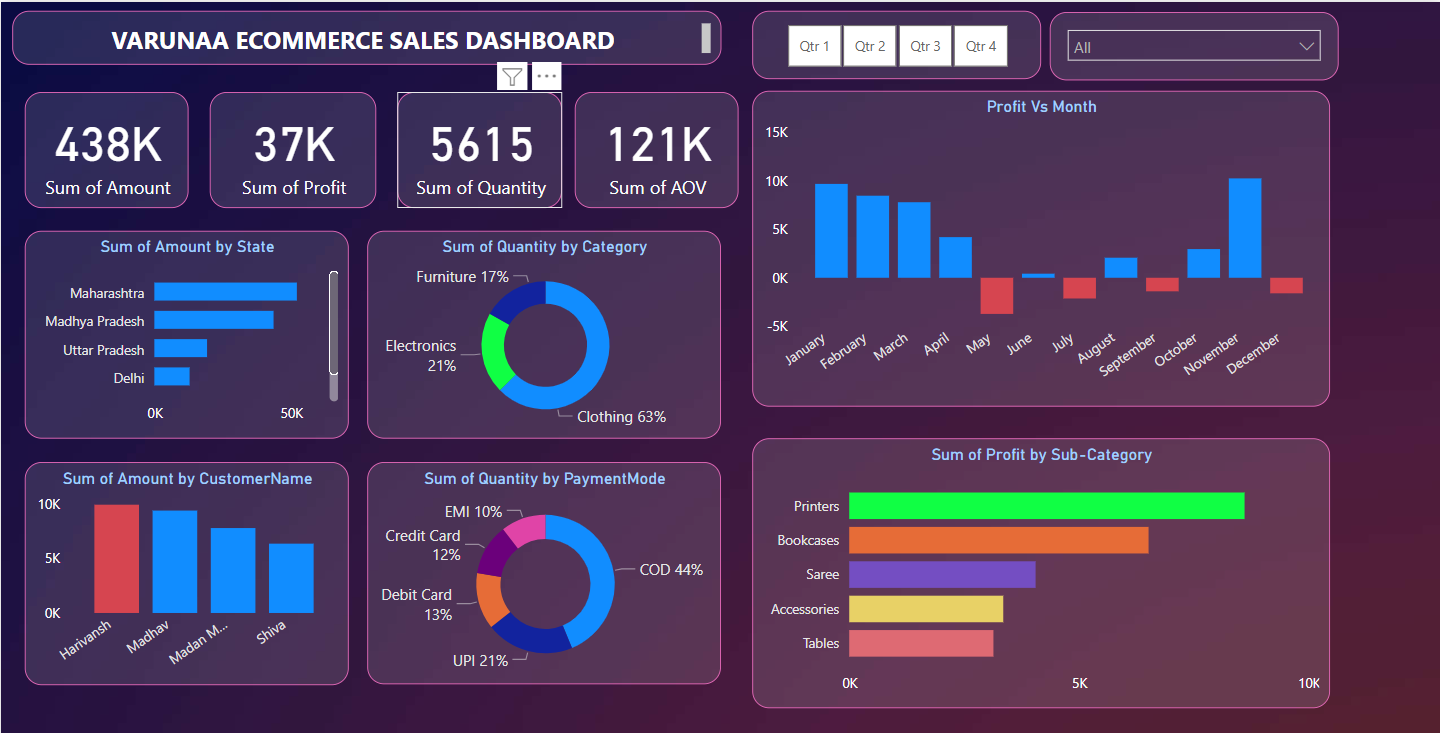 VARUNAA ECOMMERCE SALES DASHBOARD
Qtr 1 Qtr 2 Qtr 3 Qtr 4
All
438K
Sum of Amount
37K
Sum of Profit
5615
Sum of Quantity
121K
Sum of AOV
Profit Vs Month
15K
10K
5K
0K
-5K
January February March April May June July August September October November December
Sum of Amount by State
Maharashtra
Madhya Pradesh
Uttar Pradesh
Delhi
0K 50K
Sum of Quantity by Category
Furniture 17%
Electronics
21%
Clothing 63%
Sum of Amount by CustomerName
10K
5K
0K
Harivansh Madhav Madan M... Shiva
Sum of Quantity by PaymentMode
EMI 10%
Credit Card
12%
COD 44%
Debit Card
13%
UPI 21%
Sum of Profit by Sub-Category
Printers
Bookcases
Saree
Accessories
Tables
0K 5K 10K